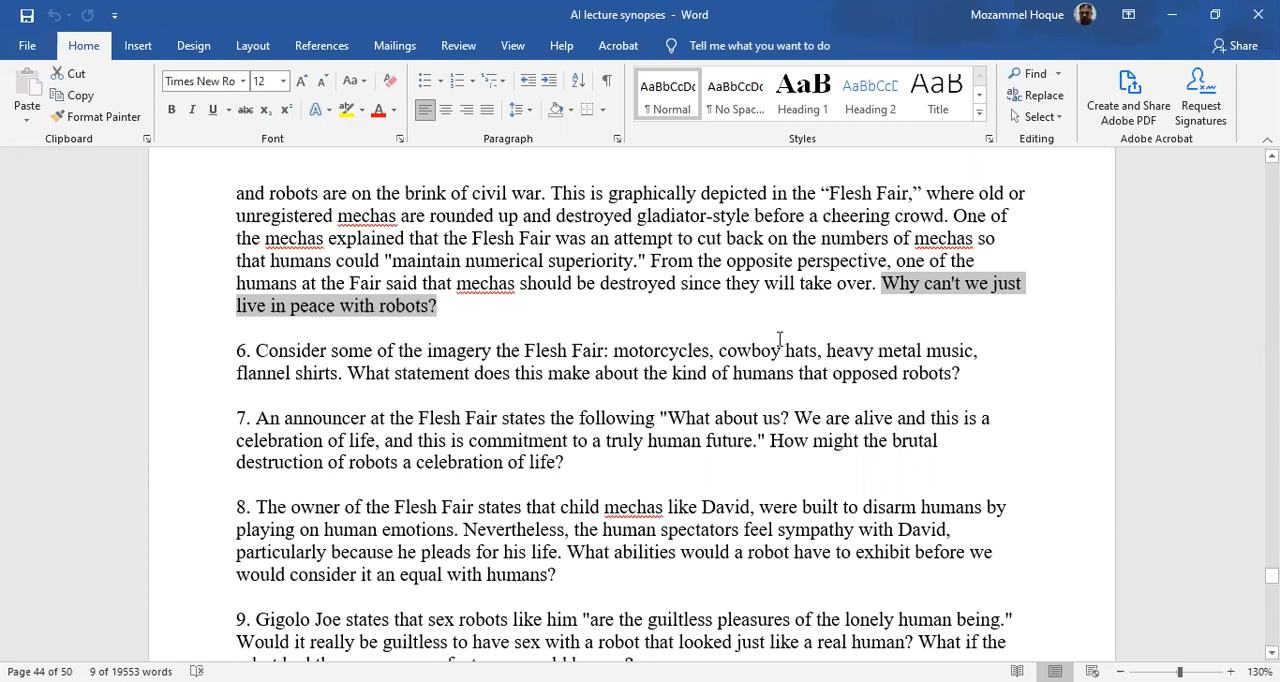 AI lecture synopses - Word
Mozammel Hoque
File Home Insert Design Layout References Mailings Review View Help Acrobat Tell me what you want to do Share
Paste
Cut
Copy
Format Painter
Clipboard
Times New Ro 12
Font
Paragraph
AaBbCcDc AaBbCcDc AaB AaBbCcC AaB
¶ Normal ¶ No Spac... Heading 1 Heading 2 Title
Styles
Find
Replace
Select
Editing
Create and Share Adobe PDF
Request Signatures
Adobe Acrobat
and robots are on the brink of civil war. This is graphically depicted in the “Flesh Fair,” where old or
unregistered mechas are rounded up and destroyed gladiator-style before a cheering crowd. One of
the mechas explained that the Flesh Fair was an attempt to cut back on the numbers of mechas so
that humans could "maintain numerical superiority." From the opposite perspective, one of the
humans at the Fair said that mechas should be destroyed since they will take over. Why can't we just
live in peace with robots?
6. Consider some of the imagery the Flesh Fair: motorcycles, cowboy hats, heavy metal music,
flannel shirts. What statement does this make about the kind of humans that opposed robots?
7. An announcer at the Flesh Fair states the following "What about us? We are alive and this is a
celebration of life, and this is commitment to a truly human future." How might the brutal
destruction of robots a celebration of life?
8. The owner of the Flesh Fair states that child mechas like David, were built to disarm humans by
playing on human emotions. Nevertheless, the human spectators feel sympathy with David,
particularly because he pleads for his life. What abilities would a robot have to exhibit before we
would consider it an equal with humans?
9. Gigolo Joe states that sex robots like him "are the guiltless pleasures of the lonely human being."
Would it really be guiltless to have sex with a robot that looked just like a real human? What if the
Page 44 of 50 9 of 19553 words 130%